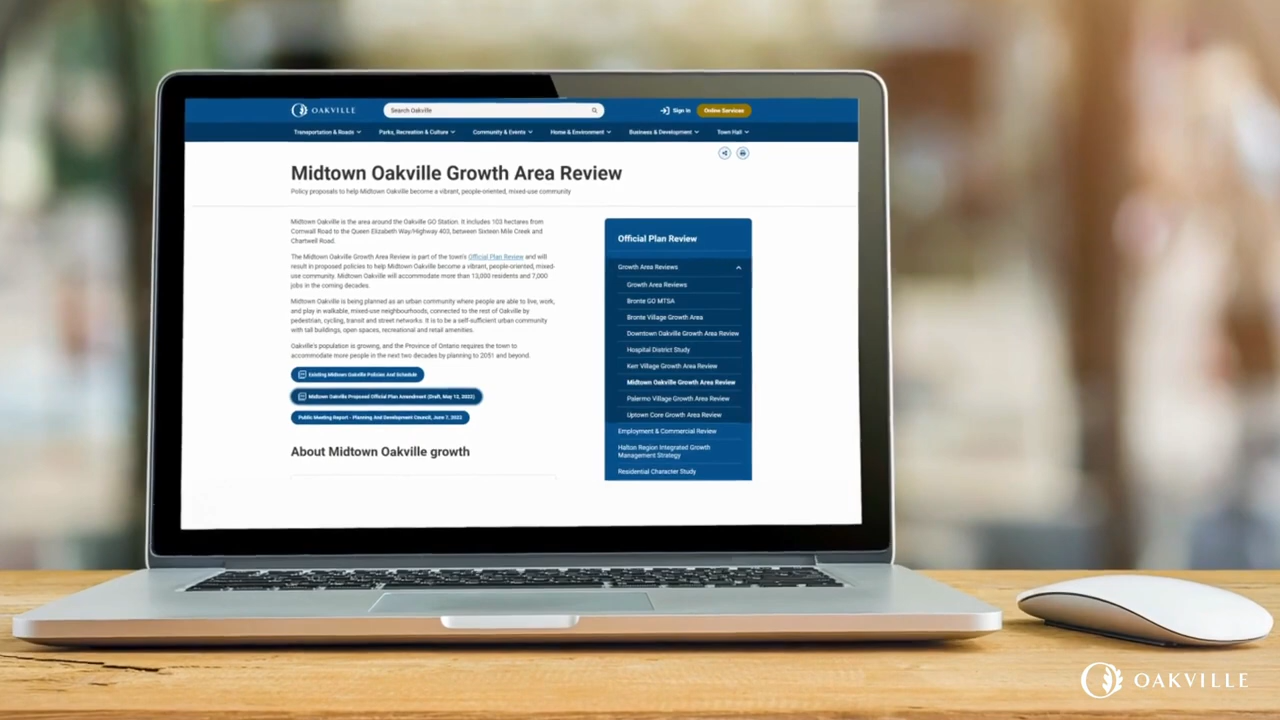 OAKVILLE
Search Oakville
Sign In
Online Services
Transportation & Roads
Parks, Recreation & Culture
Community & Events
Home & Environment
Business & Development
Town Hall
Midtown Oakville Growth Area Review
Policy proposals to help Midtown Oakville become a vibrant, people-oriented, mixed-use community
Midtown Oakville is the area around the Oakville GO Station. It includes 103 hectares from
Cornwall Road to the Queen Elizabeth Way/Highway 403, between Sixteen Mile Creek and
Chartwell Road.
The Midtown Oakville Growth Area Review is part of the town's Official Plan Review and will
result in proposed policies to help Midtown Oakville become a vibrant, people-oriented, mixed-
use community. Midtown Oakville will accommodate more than 13,000 residents and 7,000
jobs in the coming decades.
Midtown Oakville is being planned as an urban community where people are able to live, work,
and play in walkable, mixed-use neighbourhoods, connected to the rest of Oakville by
pedestrian, cycling, transit and street networks. It is to be a self-sufficient urban community
with tall buildings, open spaces, recreational and retail amenities.
Oakville's population is growing, and the Province of Ontario requires the town to
accommodate more people in the next two decades by planning to 2051 and beyond.
Existing Midtown Oakville Policies And Schedule
Midtown Oakville Proposed Official Plan Amendment (Draft, May 13, 2022)
Public Meeting Report - Planning And Development Council, June 7, 2022
About Midtown Oakville growth
Official Plan Review
Growth Area Reviews
Growth Area Reviews
Bronte GO MTSA
Bronte Village Growth Area
Downtown Oakville Growth Area Review
Hospital District Study
Kerr Village Growth Area Review
Midtown Oakville Growth Area Review
Palermo Village Growth Area Review
Uptown Core Growth Area Review
Employment & Commercial Review
Halton Region Integrated Growth
Management Strategy
Residential Character Study
OAKVILLE